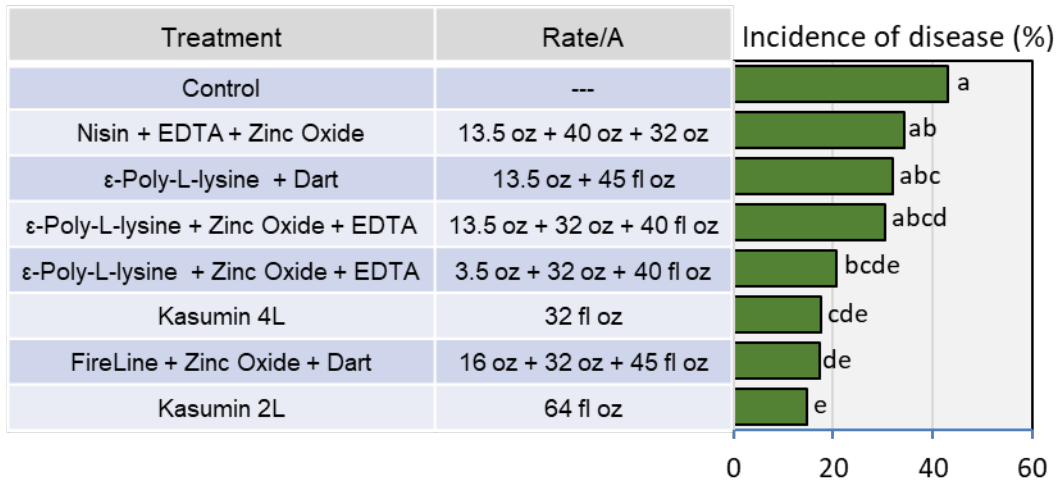 Treatment Rate/A Incidence of disease (%)
Control --- a
Nisin + EDTA + Zinc Oxide 13.5 oz + 40 oz + 32 oz ab
ε-Poly-L-lysine + Dart 13.5 oz + 45 fl oz abc
ε-Poly-L-lysine + Zinc Oxide + EDTA 13.5 oz + 32 oz + 40 fl oz abcd
ε-Poly-L-lysine + Zinc Oxide + EDTA 3.5 oz + 32 oz + 40 fl oz bcde
Kasumin 4L 32 fl oz cde
FireLine + Zinc Oxide + Dart 16 oz + 32 oz + 45 fl oz de
Kasumin 2L 64 fl oz e
0 20 40 60